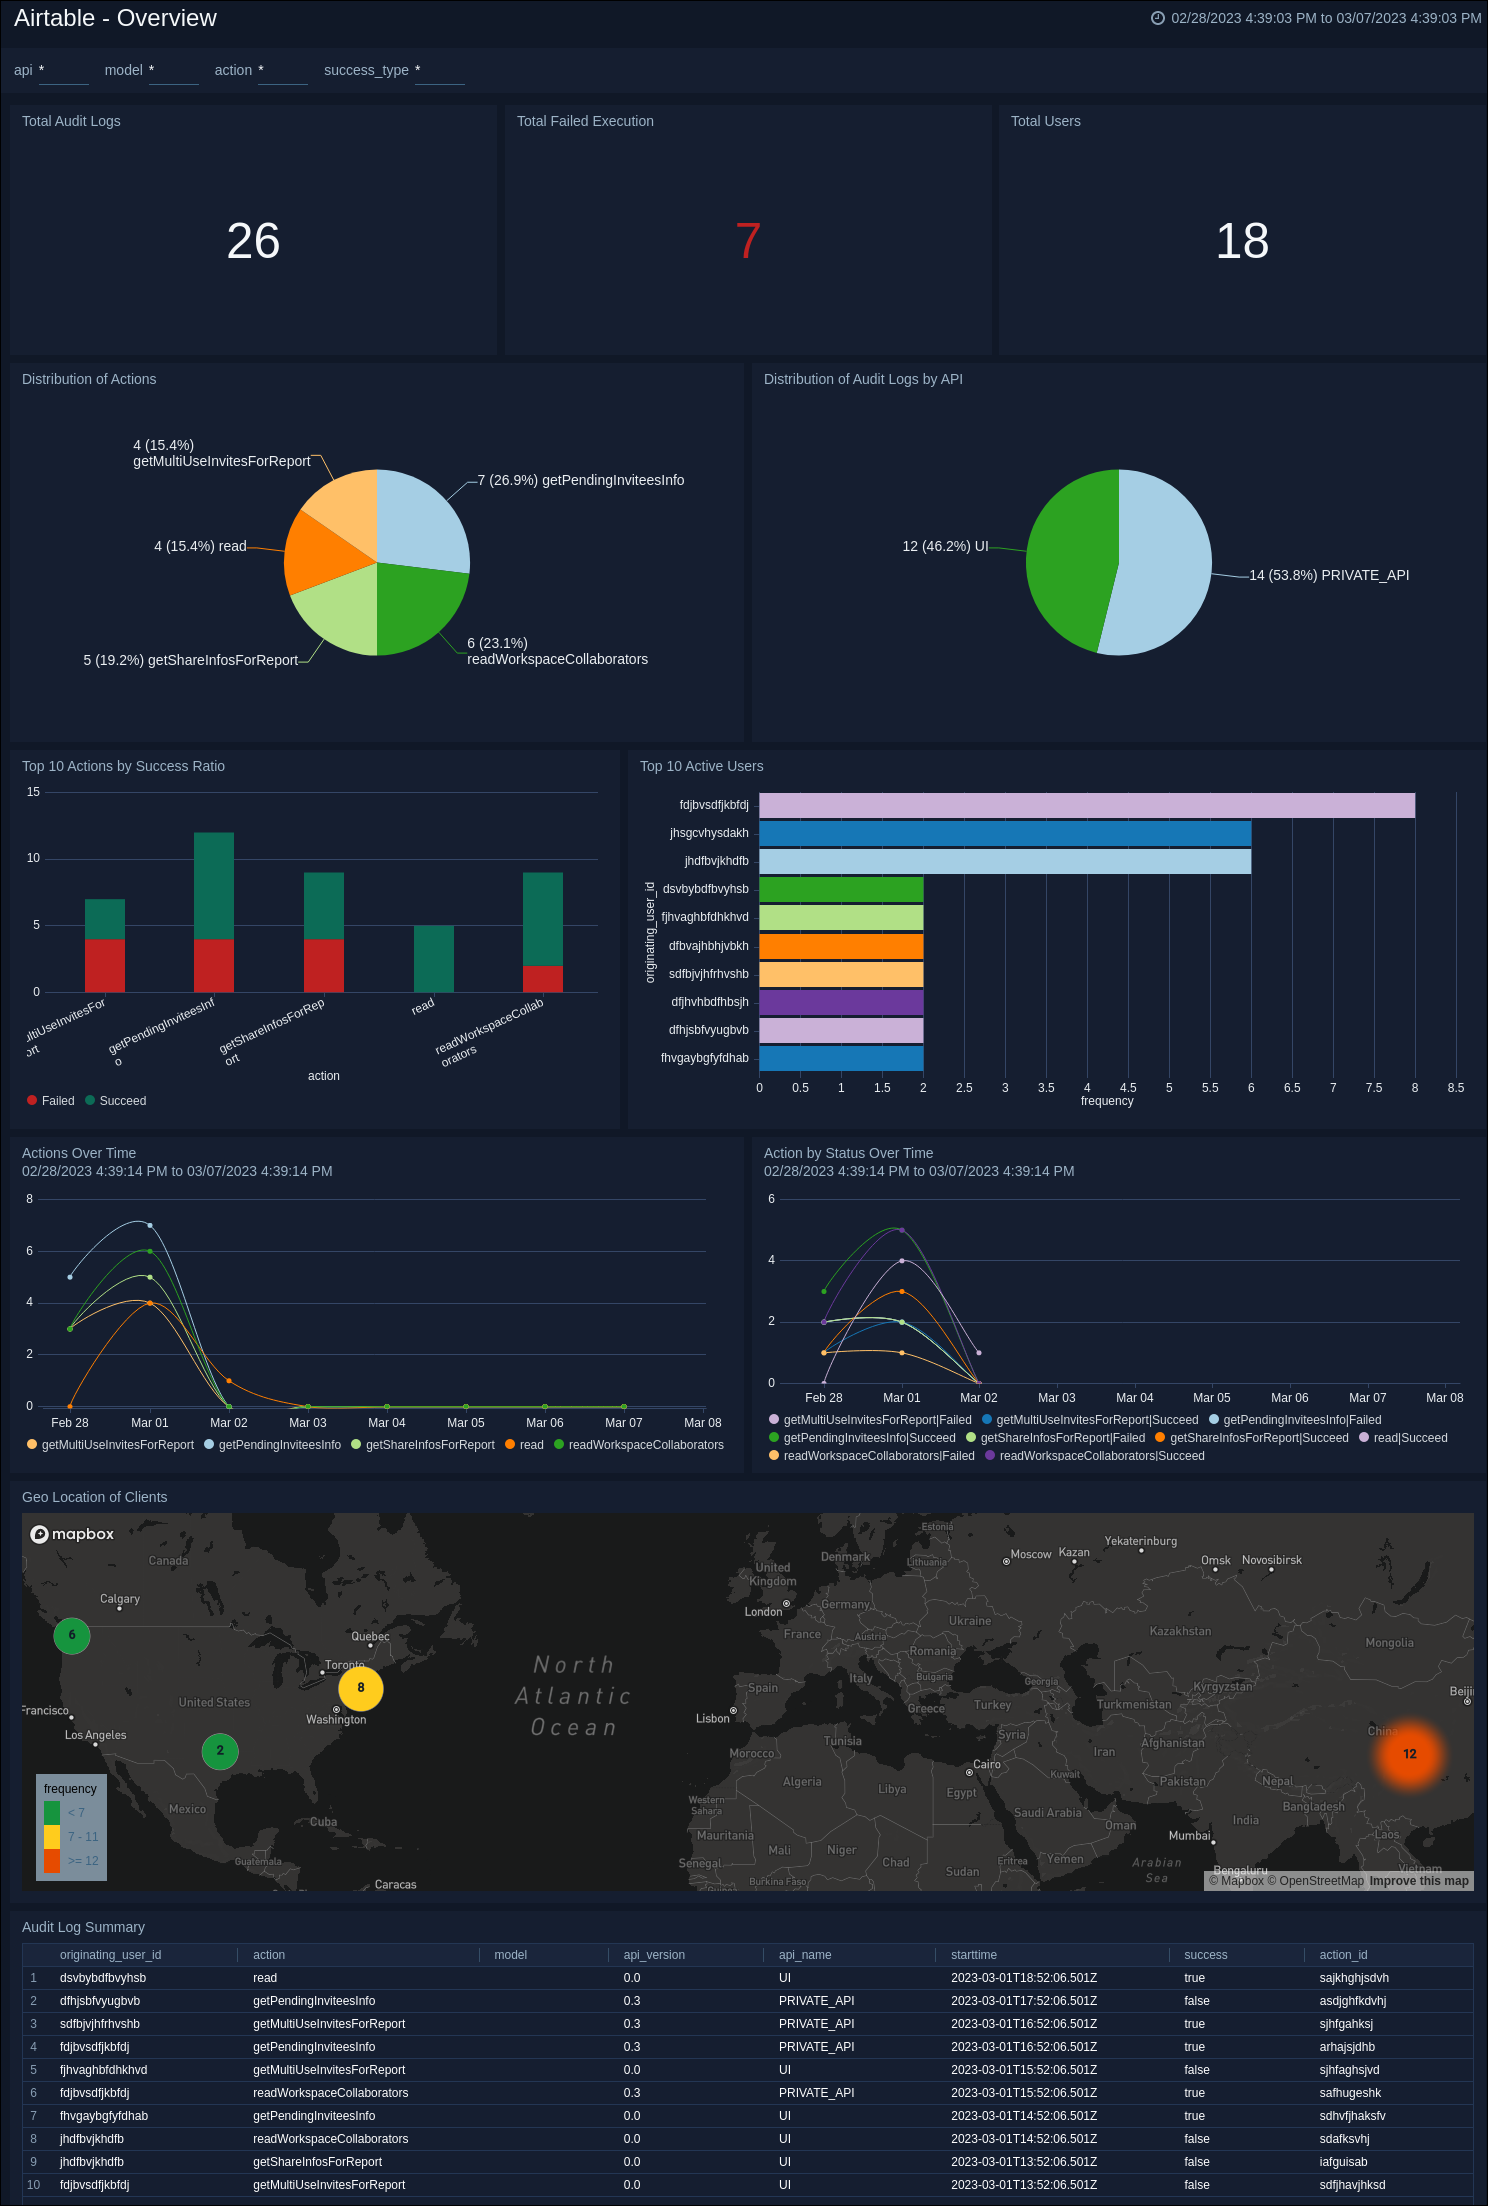 Airtable - Overview
02/28/2023 4:39:03 PM to 03/07/2023 4:39:03 PM
api * model * action * success_type *
Total Audit Logs
26
Total Failed Execution
7
Total Users
18
Distribution of Actions
4 (15.4%)
getMultiUseInvitesForReport
7 (26.9%) getPendingInviteesInfo
4 (15.4%) read
5 (19.2%) getShareInfosForReport
6 (23.1%)
readWorkspaceCollaborators
Distribution of Audit Logs by API
12 (46.2%) UI
14 (53.8%) PRIVATE_API
Top 10 Actions by Success Ratio
15
10
5
0
ultiUseInvitesFor
ort
getPendingInviteesInf
o
getShareInfosForRep
ort
read
readWorkspaceCollab
orators
action
Failed Succeed
Top 10 Active Users
originating_user_id
fdjbvsdfjkbfdj
jhsgcvhysdakh
jhdfbvjkhdfb
dsvbybdfbvyhsb
fjhvaghbfdhkhvd
dfbvajhbhjvbkh
sdfbjvjhfrhvshb
dfjhvhbdfhbsjh
dfhjsbfvyugbvb
fhvgaybgfyfdhab
0 0.5 1 1.5 2 2.5 3 3.5 4 4.5 5 5.5 6 6.5 7 7.5 8 8.5
frequency
Actions Over Time
02/28/2023 4:39:14 PM to 03/07/2023 4:39:14 PM
8
6
4
2
0
Feb 28 Mar 01 Mar 02 Mar 03 Mar 04 Mar 05 Mar 06 Mar 07 Mar 08
getMultiUseInvitesForReport getPendingInviteesInfo getShareInfosForReport read readWorkspaceCollaborators
Action by Status Over Time
02/28/2023 4:39:14 PM to 03/07/2023 4:39:14 PM
6
4
2
0
Feb 28 Mar 01 Mar 02 Mar 03 Mar 04 Mar 05 Mar 06 Mar 07 Mar 08
getMultiUseInvitesForReport|Failed getMultiUseInvitesForReport|Succeed getPendingInviteesInfo|Failed
getPendingInviteesInfo|Succeed getShareInfosForReport|Failed getShareInfosForReport|Succeed read|Succeed
readWorkspaceCollaborators|Failed readWorkspaceCollaborators|Succeed
Geo Location of Clients
mapbox
Canada
Calgary
6
Quebec
Toronto
8
United States
Washington
Francisco
Los Angeles
2
Mexico
Cuba
Guatemala
Caracas
North
Atlantic
Ocean
Estonia
Denmark
Lithuania
United
Kingdom
London
Germany
France
Austria
Ukraine
Romania
Bulgaria
Italy
Spain
Lisbon
Greece
Turkey
Georgia
Moscow
Kazan
Yekaterinburg
Omsk
Novosibirsk
Kazakhstan
Mongolia
Kyrgyzstan
Turkmenistan
Beiji
China
12
Afghanistan
Iran
Syria
Tunisia
Morocco
Cairo
Kuwait
Algeria
Libya
Egypt
Pakistan
Nepal
Bangladesh
India
Western
Sahara
Saudi Arabia
Oman
Mumbai
Laos
Mauritania
Mali
Niger
Chad
Sudan
Eritrea
Yemen
Senegal
Burkina Faso
Guinea
Arabian
Sea
Bengaluru
Vietnam
frequency
< 7
7 - 11
>= 12
© Mapbox © OpenStreetMap Improve this map
Audit Log Summary
originating_user_id action model api_version api_name starttime success action_id
1 dsvbybdfbvyhsb read 0.0 UI 2023-03-01T18:52:06.501Z true sajkhghjsdvh
2 dfhjsbfvyugbvb getPendingInviteesInfo 0.3 PRIVATE_API 2023-03-01T17:52:06.501Z false asdjghfkdvhj
3 sdfbjvjhfrhvshb getMultiUseInvitesForReport 0.3 PRIVATE_API 2023-03-01T16:52:06.501Z true sjhfgahksj
4 fdjbvsdfjkbfdj getPendingInviteesInfo 0.3 PRIVATE_API 2023-03-01T16:52:06.501Z true arhajsjdhb
5 fjhvaghbfdhkhvd getMultiUseInvitesForReport 0.0 UI 2023-03-01T15:52:06.501Z false sjhfaghsjvd
6 fdjbvsdfjkbfdj readWorkspaceCollaborators 0.3 PRIVATE_API 2023-03-01T15:52:06.501Z true safhugeshk
7 fhvgaybgfyfdhab getPendingInviteesInfo 0.0 UI 2023-03-01T14:52:06.501Z true sdhvfjhaksfv
8 jhdfbvjkhdfb readWorkspaceCollaborators 0.0 UI 2023-03-01T14:52:06.501Z false sdafksvhj
9 jhdfbvjkhdfb getShareInfosForReport 0.0 UI 2023-03-01T13:52:06.501Z false iafguisab
10 fdjbvsdfjkbfdj getMultiUseInvitesForReport 0.0 UI 2023-03-01T13:52:06.501Z false sdfjhavjhksd